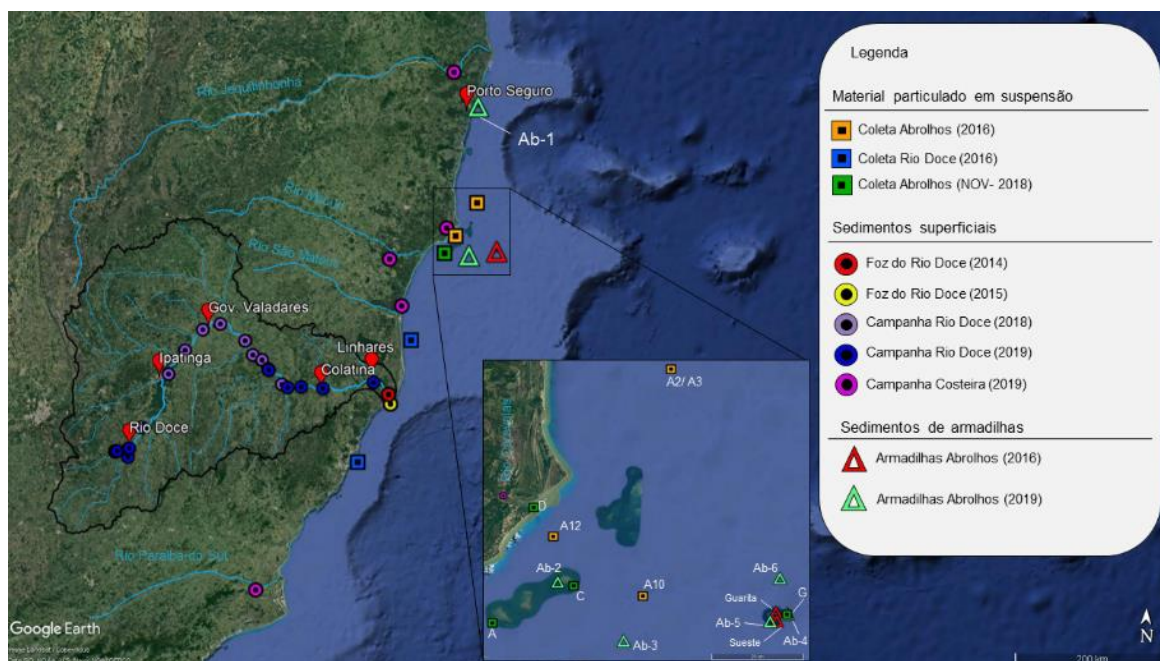 Rio Jequitinhonha
Porto Seguro
Ab-1
Rio Mucuri
Rio São Mateus
Gov. Valadares
Ipatinga
Linhares
Colatina
Rio Doce
Rio Paraíba do Sul
Google Earth
200 km
N
A2/ A3
D
A12
Ab-2
C
A10
A
Ab-3
Ab-6
Guarita
G
Ab-5
Ab-4
Sueste
Legenda
Material particulado em suspensão
Coleta Abrolhos (2016)
Coleta Rio Doce (2016)
Coleta Abrolhos (NOV- 2018)
Sedimentos superficiais
Foz do Rio Doce (2014)
Foz do Rio Doce (2015)
Campanha Rio Doce (2018)
Campanha Rio Doce (2019)
Campanha Costeira (2019)
Sedimentos de armadilhas
Armadilhas Abrolhos (2016)
Armadilhas Abrolhos (2019)